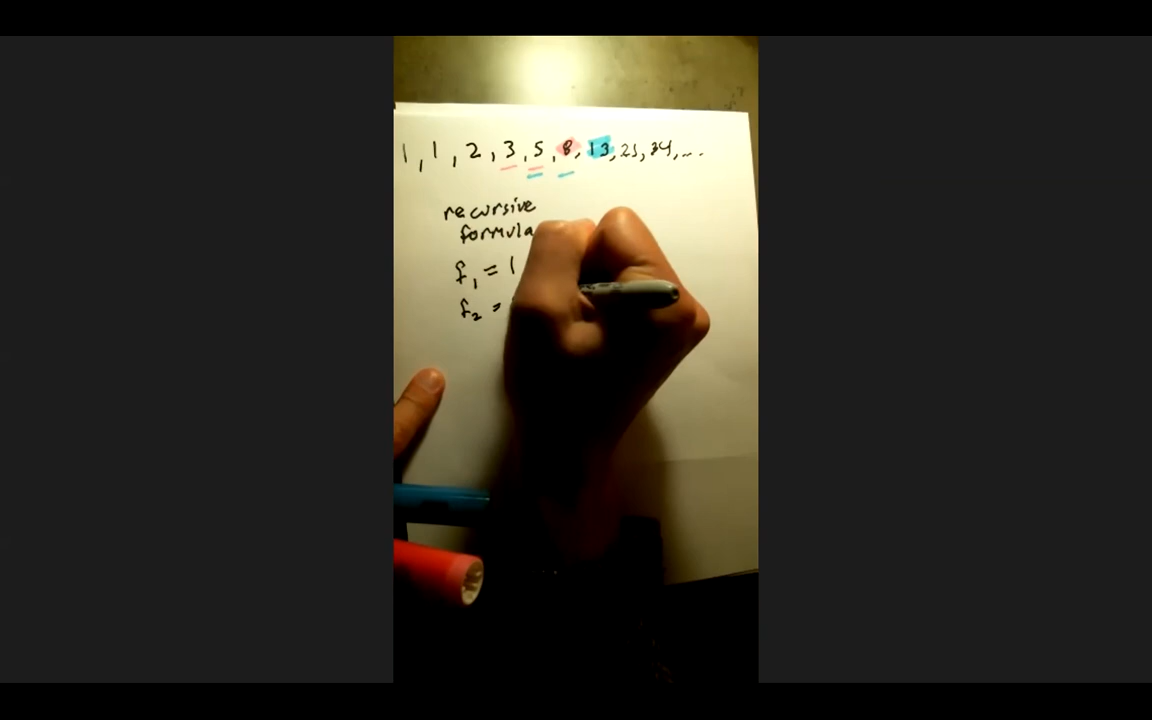 1, 1, 2, 3, 5, 8, 13, 21, 34, ...
recursive
formula
f₁ = 1
f₂ =